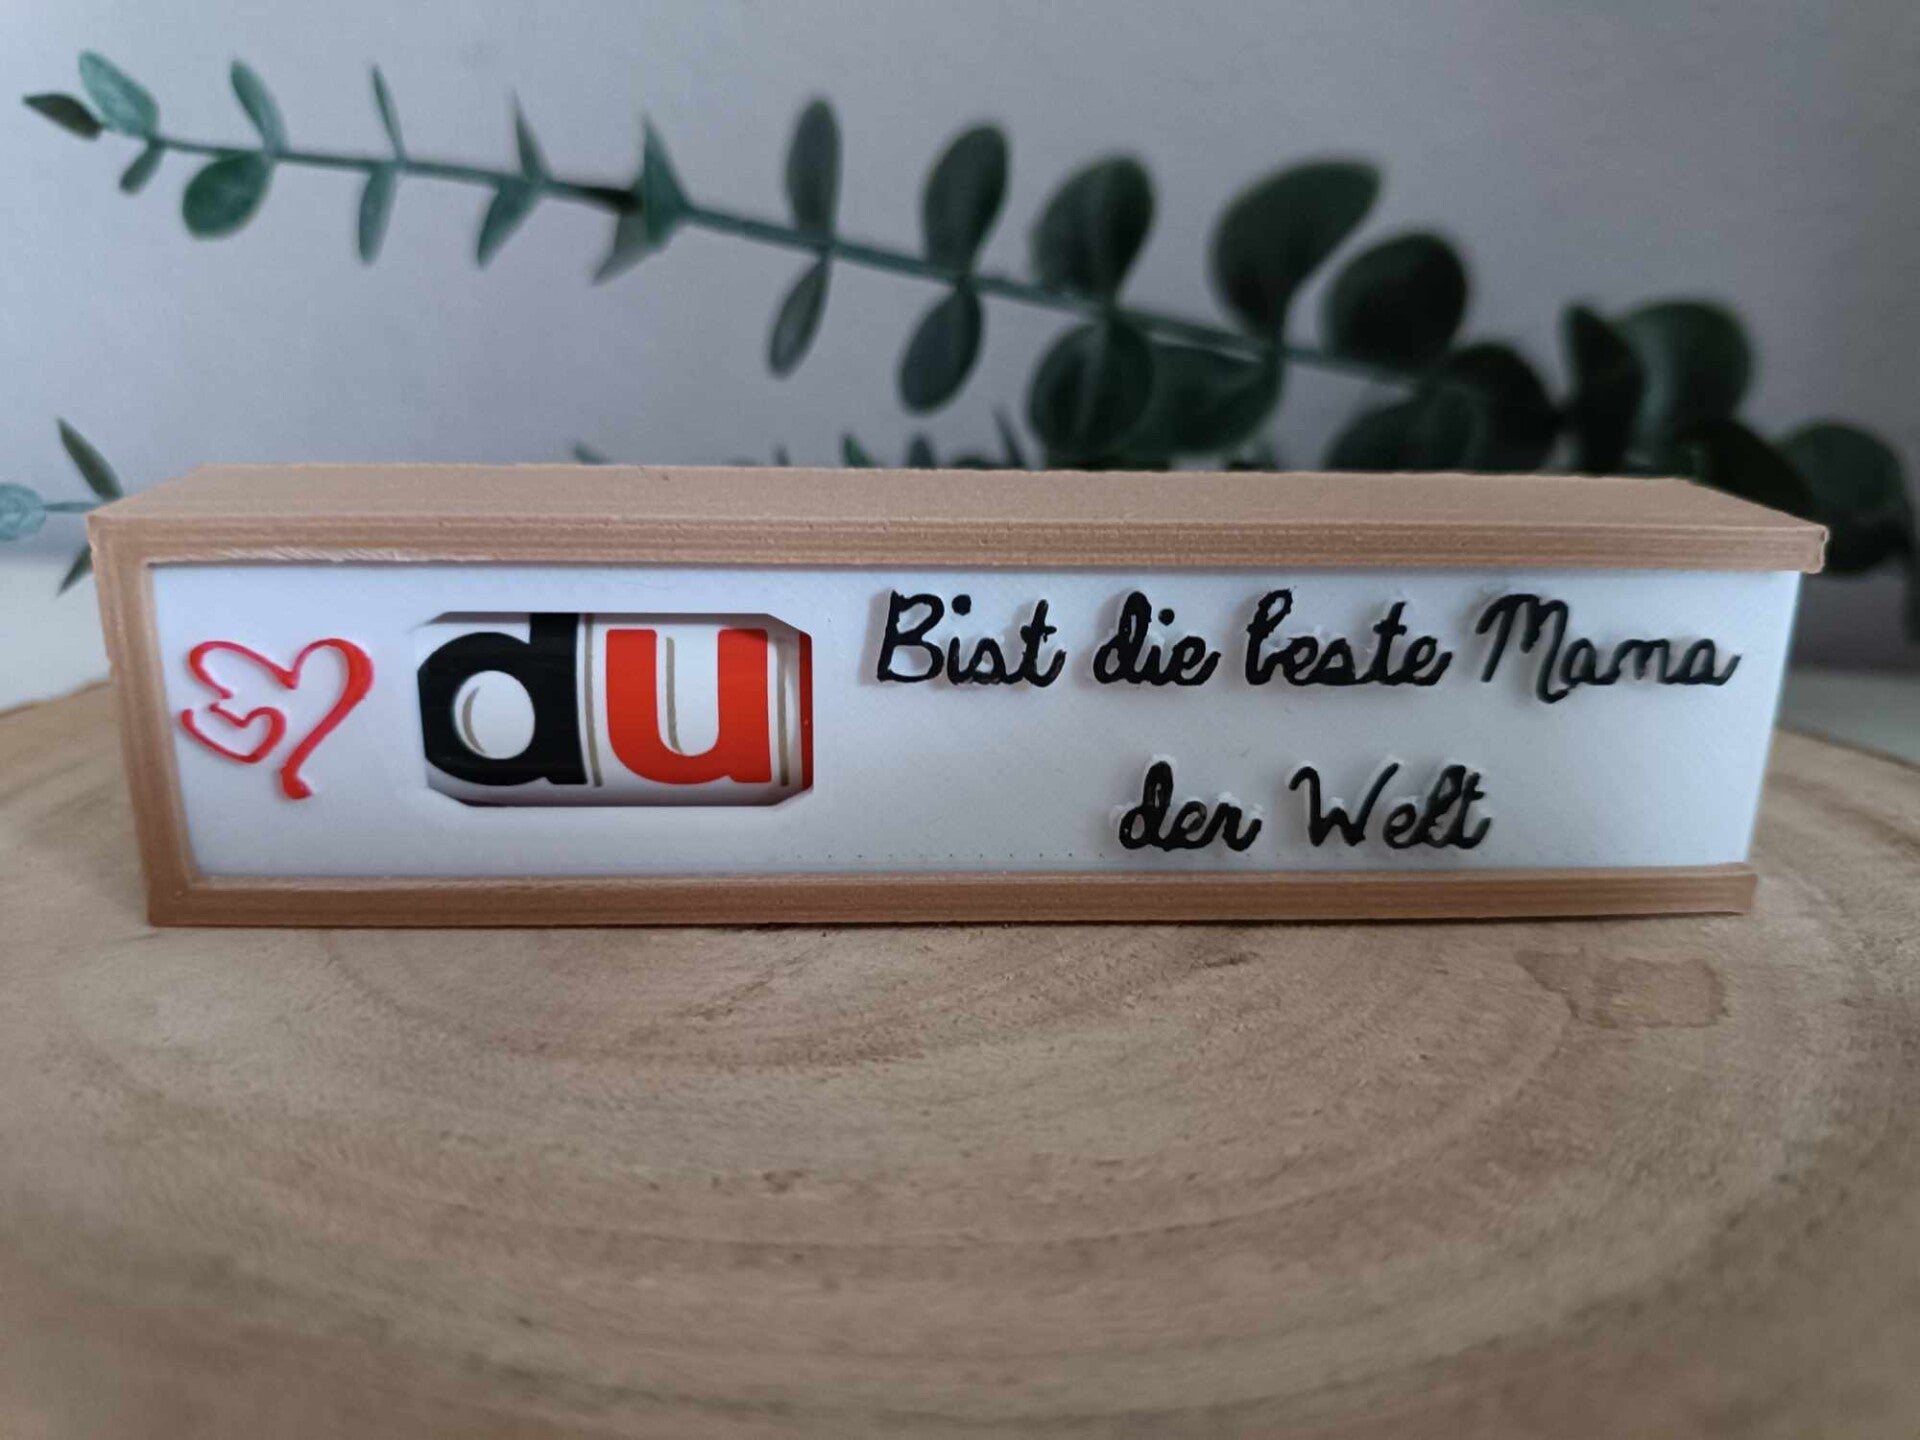 du Bist die beste Mama
der Welt